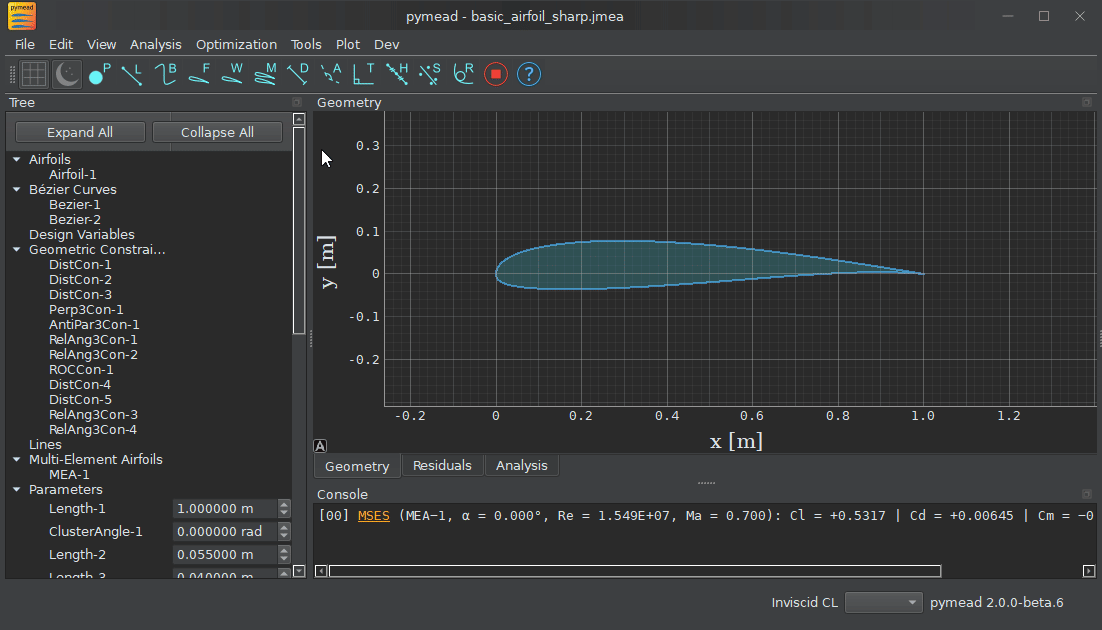 pymead
pymead - basic_airfoil_sharp.jmea
File Edit View Analysis Optimization Tools Plot Dev
P L B F W M D A T H S R ?
Tree
Geometry
Expand All Collapse All
Airfoils
Airfoil-1
Bézier Curves
Bezier-1
Bezier-2
Design Variables
Geometric Constrai...
DistCon-1
DistCon-2
DistCon-3
Perp3Con-1
AntiPar3Con-1
RelAng3Con-1
RelAng3Con-2
ROCCon-1
DistCon-4
DistCon-5
RelAng3Con-3
RelAng3Con-4
Lines
Multi-Element Airfoils
MEA-1
Parameters
Length-1 1.000000 m
ClusterAngle-1 0.000000 rad
Length-2 0.055000 m
Length-3 0.040000 m
0.3
0.2
0.1
0
-0.1
-0.2
y [m]
-0.2 0 0.2 0.4 0.6 0.8 1.0 1.2
x [m]
A
Geometry Residuals Analysis
Console
[00] MSES (MEA-1, α = 0.000°, Re = 1.549E+07, Ma = 0.700): Cl = +0.5317 | Cd = +0.00645 | Cm = -0
Inviscid CL pymead 2.0.0-beta.6